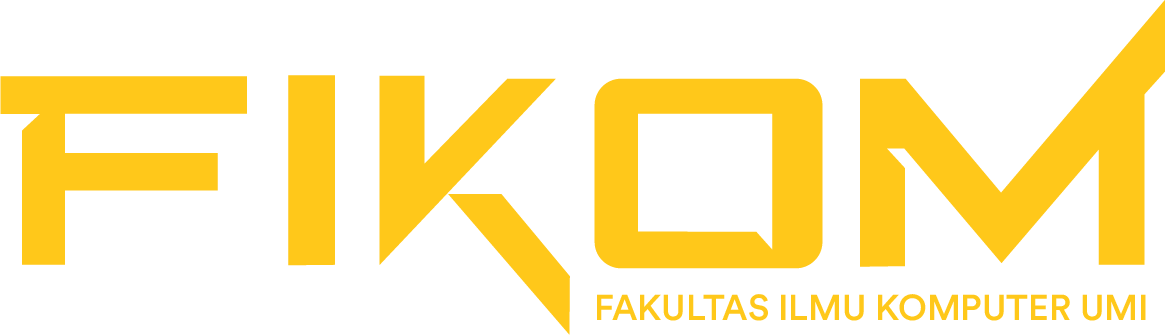 FIKOM
FAKULTAS ILMU KOMPUTER UMI